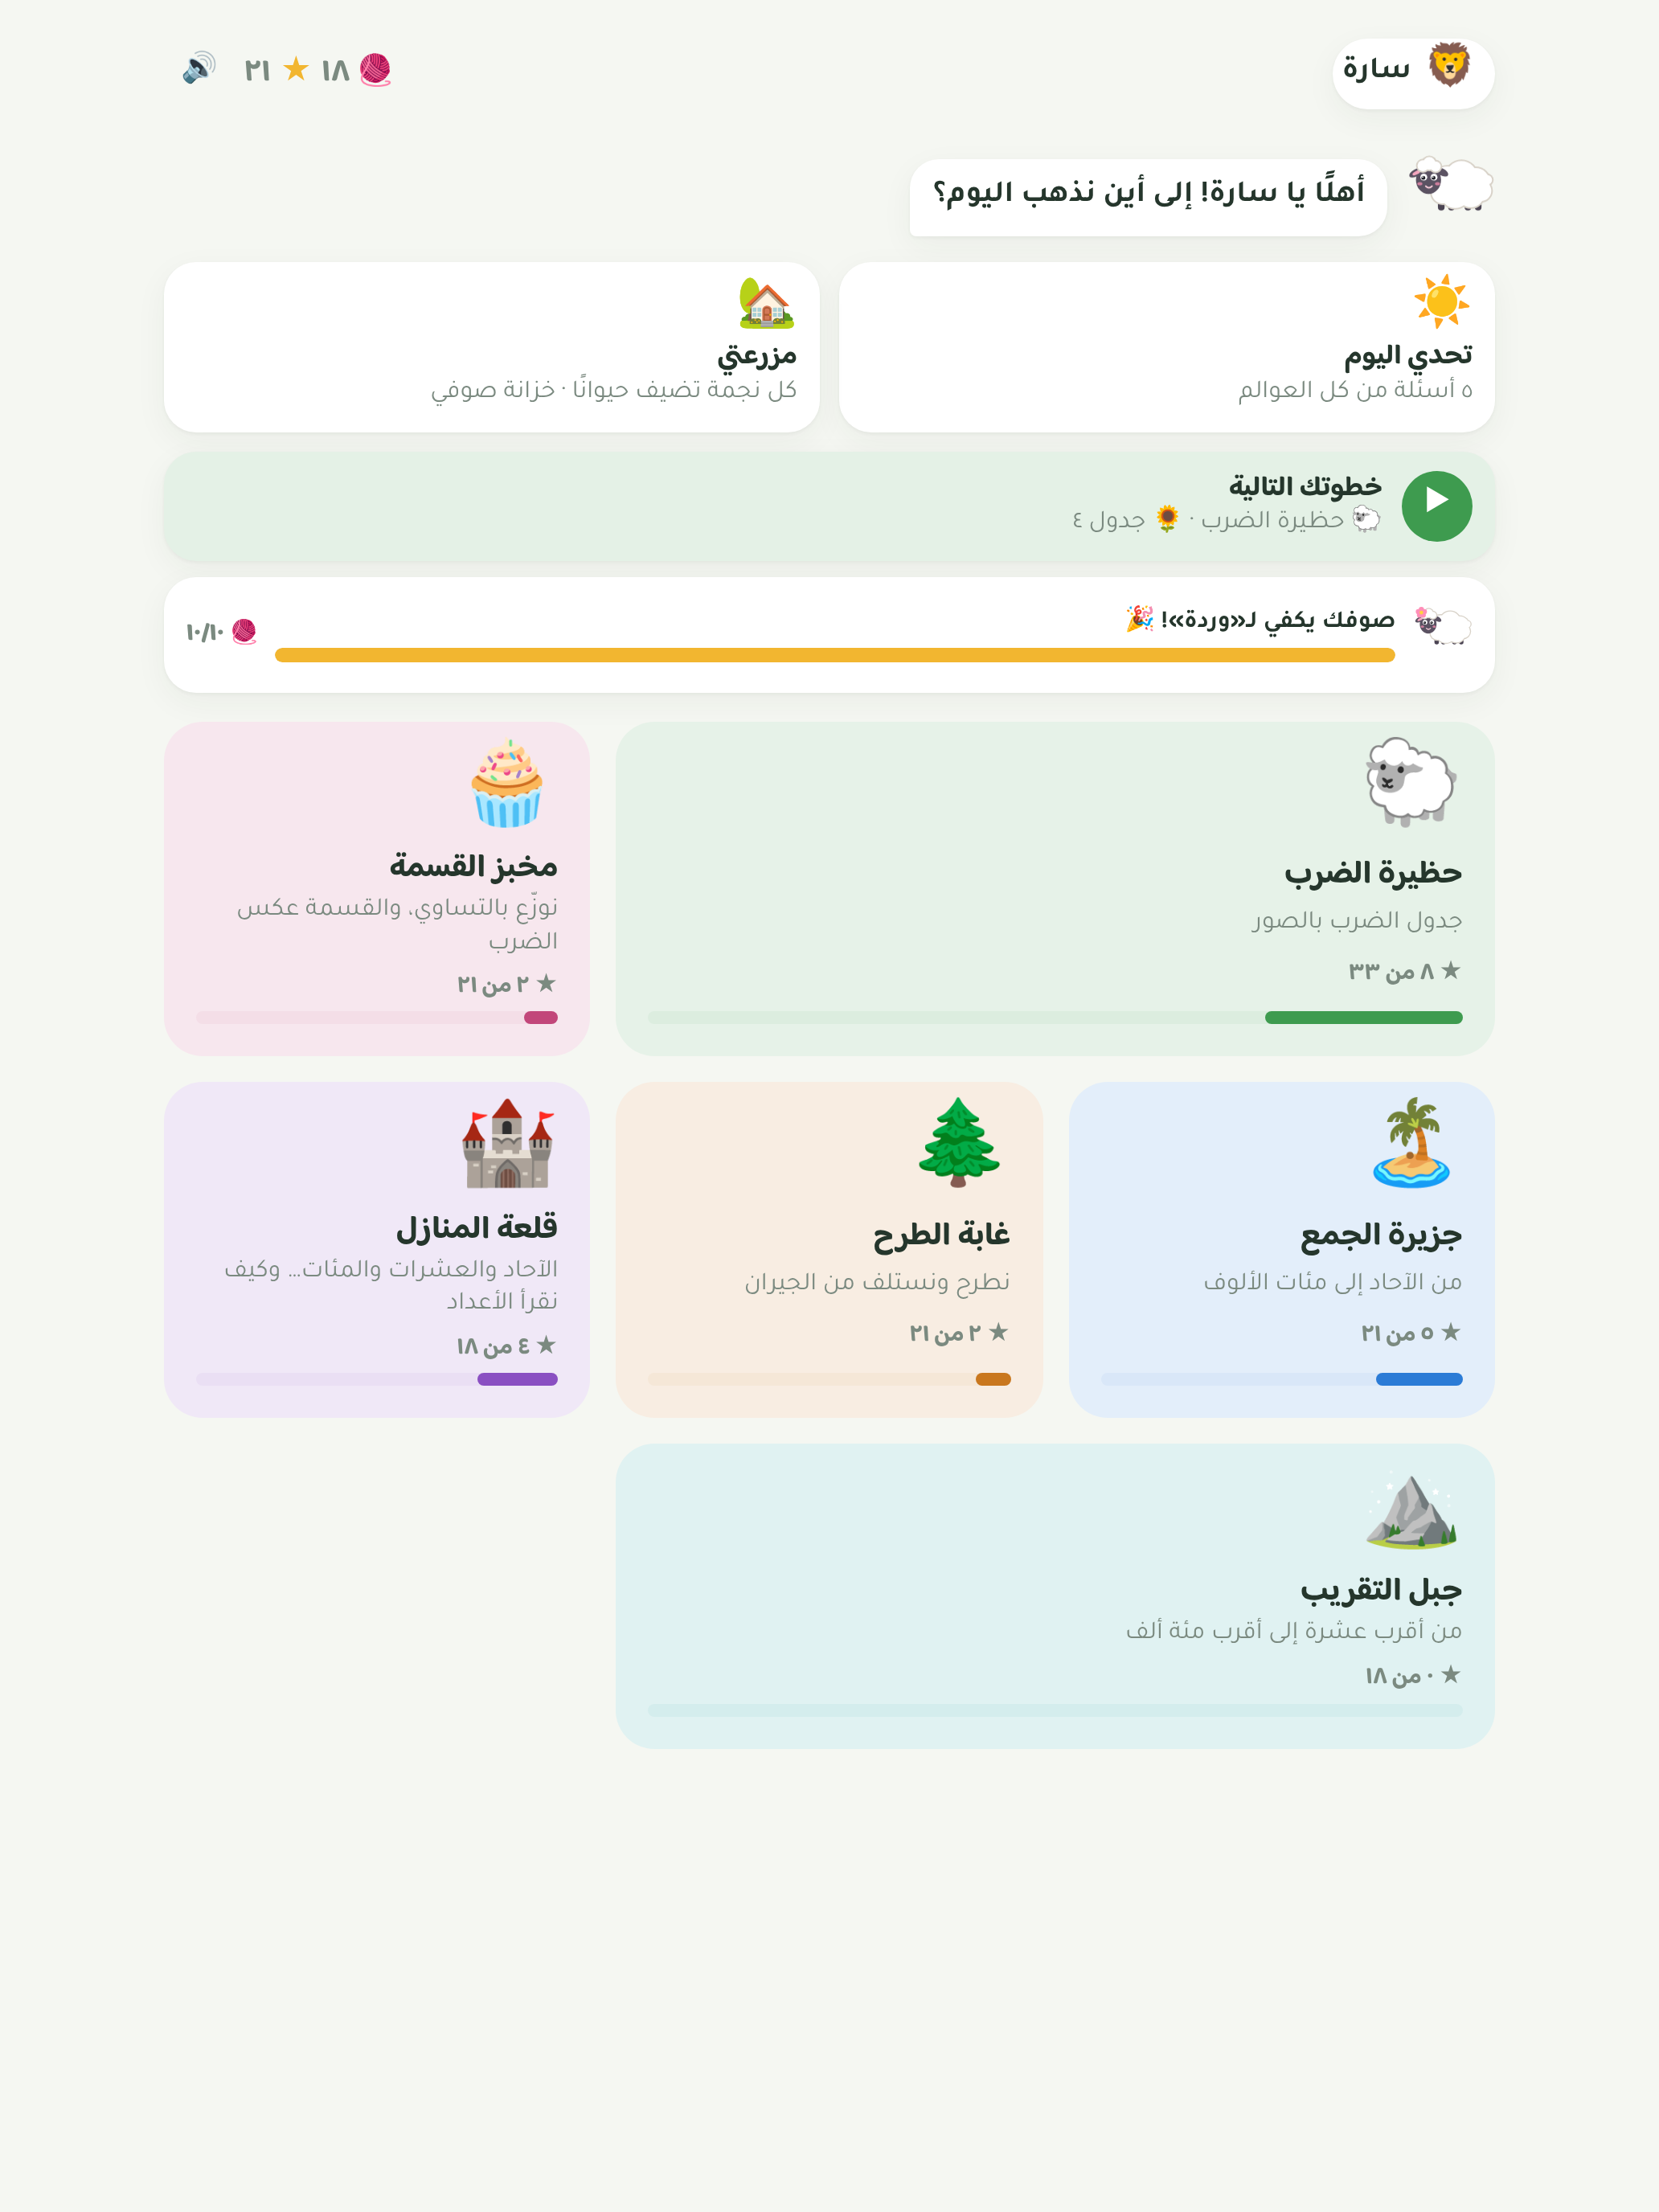 سارة
١٨ ★ ٢١
أهلًا يا سارة! إلى أين نذهب اليوم؟
تحدي اليوم
٥ أسئلة من كل العوالم
مزرعتي
كل نجمة تضيف حيوانًا · خزانة صوفي
خطوتك التالية
حظيرة الضرب · 🌻 جدول ٤
صوفك يكفي لـ«وردة»! 🎉
١٠/١٠
حظيرة الضرب
جدول الضرب بالصور
★ ٨ من ٣٣
مخبز القسمة
نوزّع بالتساوي، والقسمة عكس
الضرب
★ ٢ من ٢١
جزيرة الجمع
من الآحاد إلى مئات الألوف
★ ٥ من ٢١
غابة الطرح
نطرح ونستلف من الجيران
★ ٢ من ٢١
قلعة المنازل
الآحاد والعشرات والمئات… وكيف
نقرأ الأعداد
★ ٤ من ١٨
جبل التقريب
من أقرب عشرة إلى أقرب مئة ألف
★ ٠ من ١٨